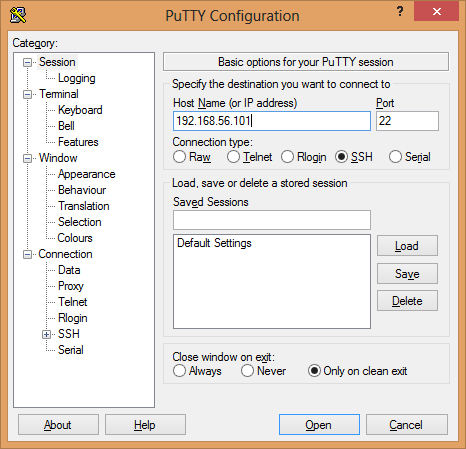 PuTTY Configuration
?
Category:
Session
Logging
Terminal
Keyboard
Bell
Features
Window
Appearance
Behaviour
Translation
Selection
Colours
Connection
Data
Proxy
Telnet
Rlogin
SSH
Serial
Basic options for your PuTTY session
Specify the destination you want to connect to
Host Name (or IP address) Port
192.168.56.101 22
Connection type:
Raw Telnet Rlogin SSH Serial
Load, save or delete a stored session
Saved Sessions
Default Settings
Load
Save
Delete
Close window on exit:
Always Never Only on clean exit
About Help Open Cancel